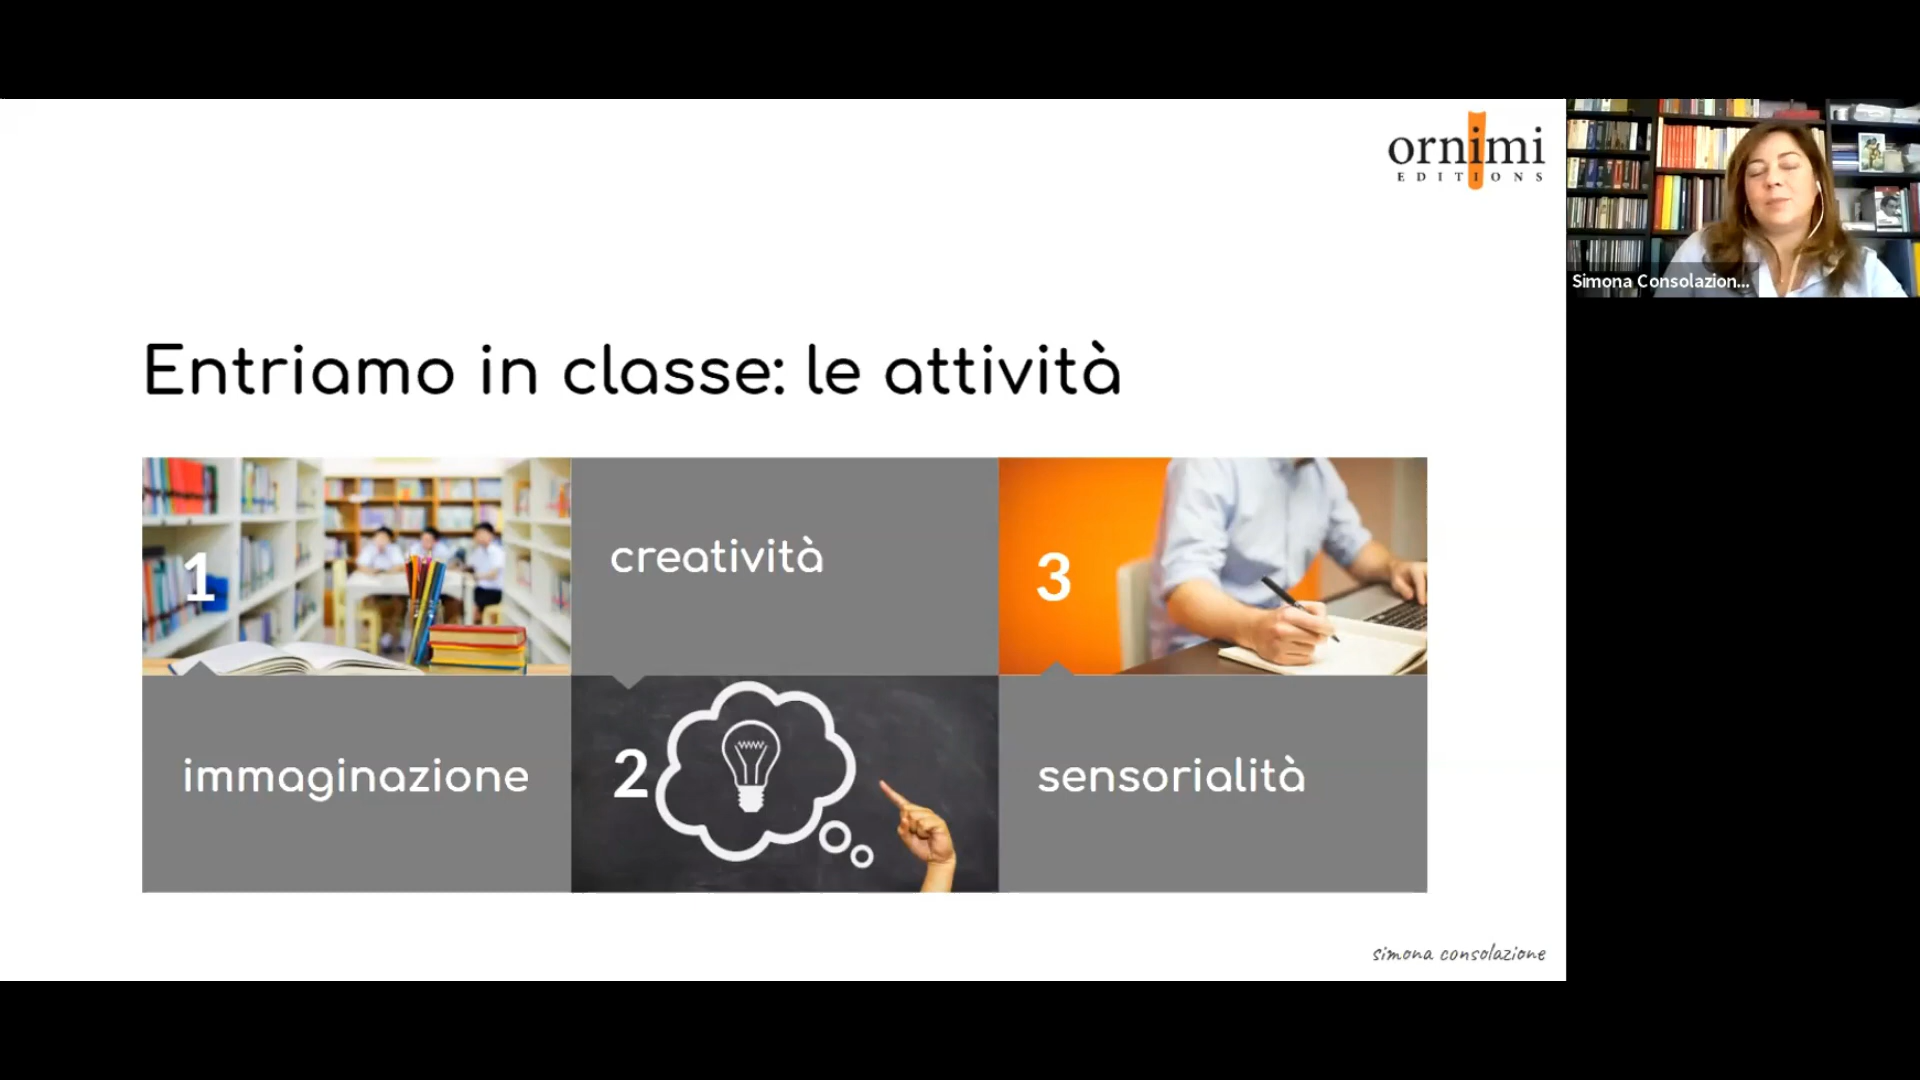 ornimi
EDITIONS
Simona Consolazion...
Entriamo in classe: le attività
1
creatività
3
immaginazione
2
sensorialità
simona consolazione